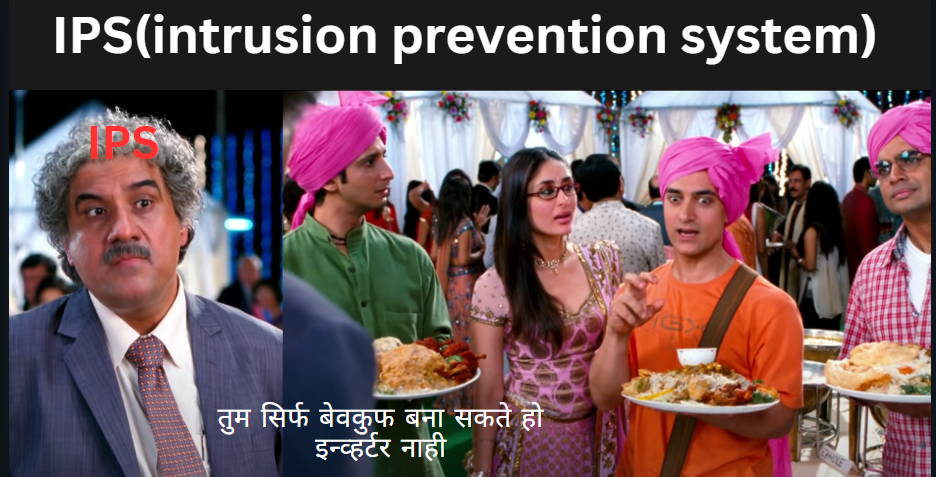 IPS(intrusion prevention system)
IPS
तुम सिर्फ बेवकुफ बना सकते हो
इन्व्हर्टर नाही